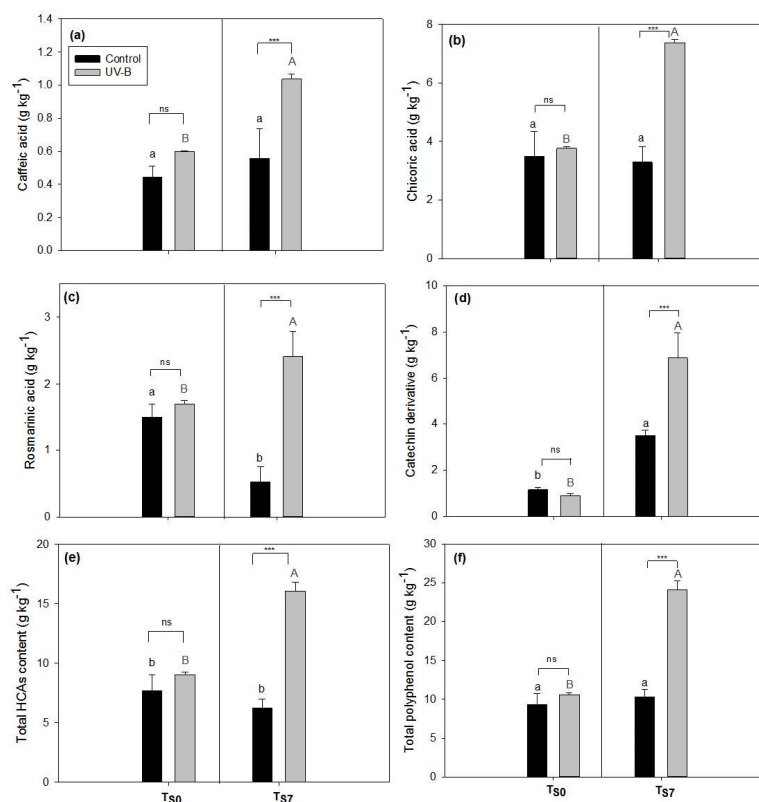 (a)
Control
UV-B
Caffeic acid (g kg⁻¹)
1.4
1.2
1.0
0.8
0.6
0.4
0.2
0.0
ns
a
B
***
a
A
(b)
Chicoric acid (g kg⁻¹)
8
6
4
2
0
ns
a
B
***
a
A
(c)
Rosmarinic acid (g kg⁻¹)
3
2
1
0
ns
a
B
***
b
A
(d)
Catechin derivative (g kg⁻¹)
10
8
6
4
2
0
ns
b
B
***
a
A
(e)
Total HCAs content (g kg⁻¹)
20
15
10
5
0
ns
b
B
***
b
A
TS0
TS7
(f)
Total polyphenol content (g kg⁻¹)
30
25
20
15
10
5
0
ns
a
B
***
a
A
TS0
TS7